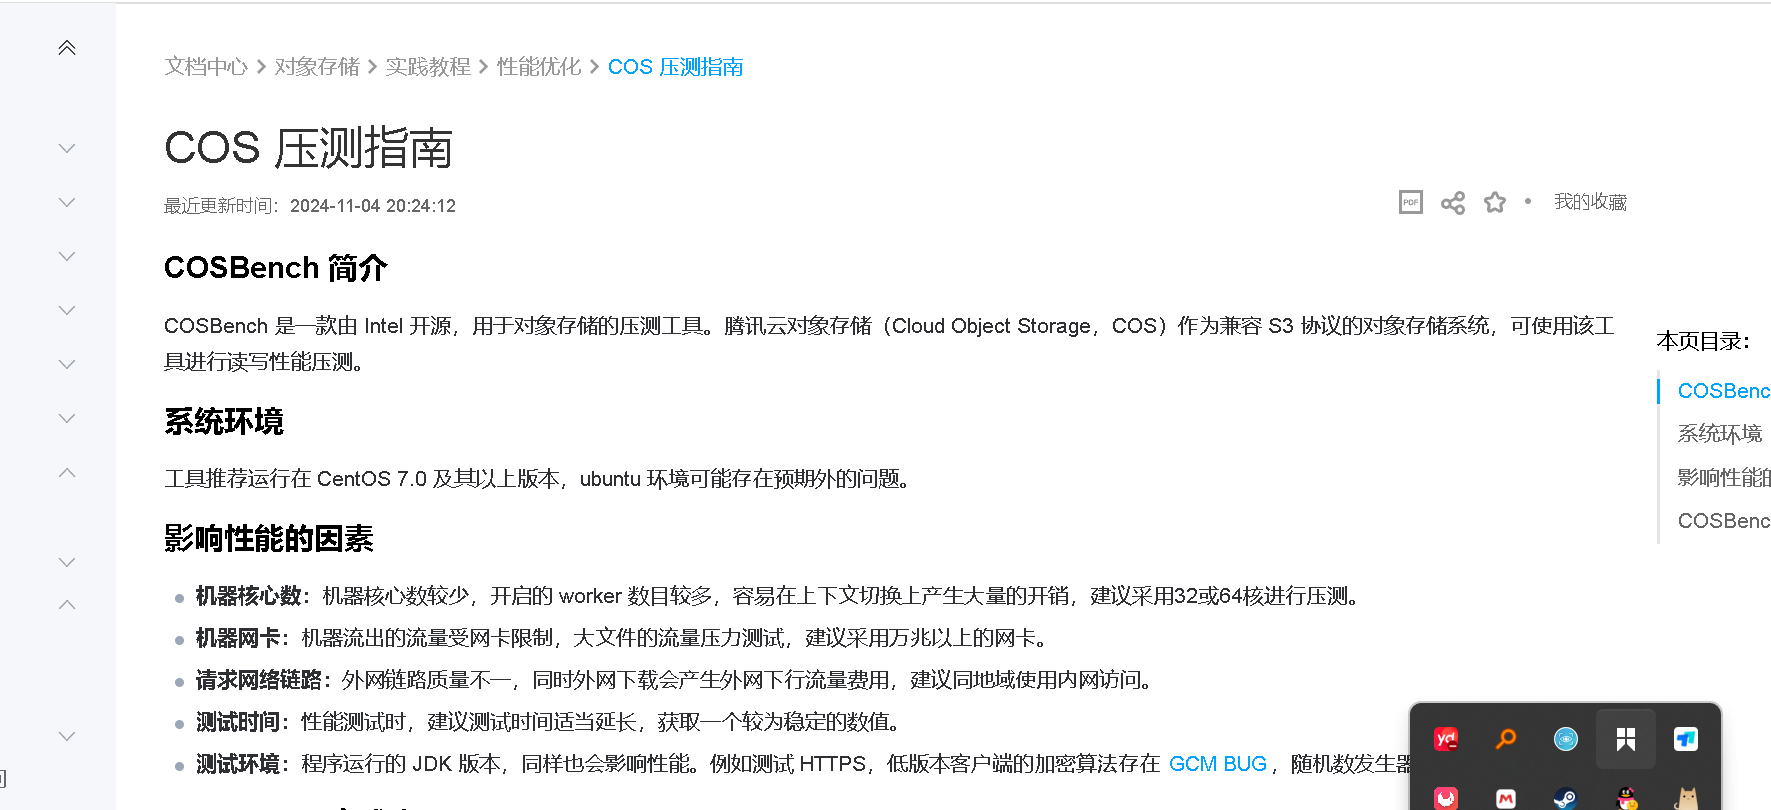 文档中心 > 对象存储 > 实践教程 > 性能优化 > COS 压测指南
COS 压测指南
最近更新时间：2024-11-04 20:24:12
PDF
我的收藏
COSBench 简介
COSBench 是一款由 Intel 开源，用于对象存储的压测工具。腾讯云对象存储（Cloud Object Storage，COS）作为兼容 S3 协议的对象存储系统，可使用该工
具进行读写性能压测。
系统环境
工具推荐运行在 CentOS 7.0 及其以上版本，ubuntu 环境可能存在预期外的问题。
影响性能的因素
机器核心数：机器核心数较少，开启的 worker 数目较多，容易在上下文切换上产生大量的开销，建议采用32或64核进行压测。
机器网卡：机器流出的流量受网卡限制，大文件的流量压力测试，建议采用万兆以上的网卡。
请求网络链路：外网链路质量不一，同时外网下载会产生外网下行流量费用，建议同地域使用内网访问。
测试时间：性能测试时，建议测试时间适当延长，获取一个较为稳定的数值。
测试环境：程序运行的 JDK 版本，同样也会影响性能。例如测试 HTTPS，低版本客户端的加密算法存在 GCM BUG，随机数发生器
本页目录：
COSBenc
系统环境
影响性能的
COSBenc
yd
M